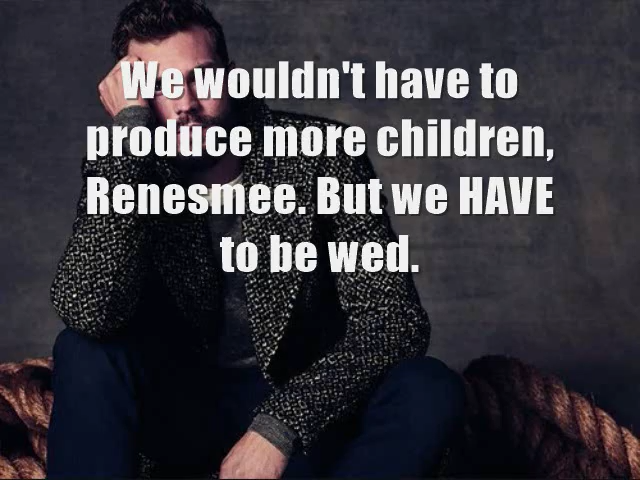 We wouldn't have to
produce more children,
Renesmee. But we HAVE
to be wed.